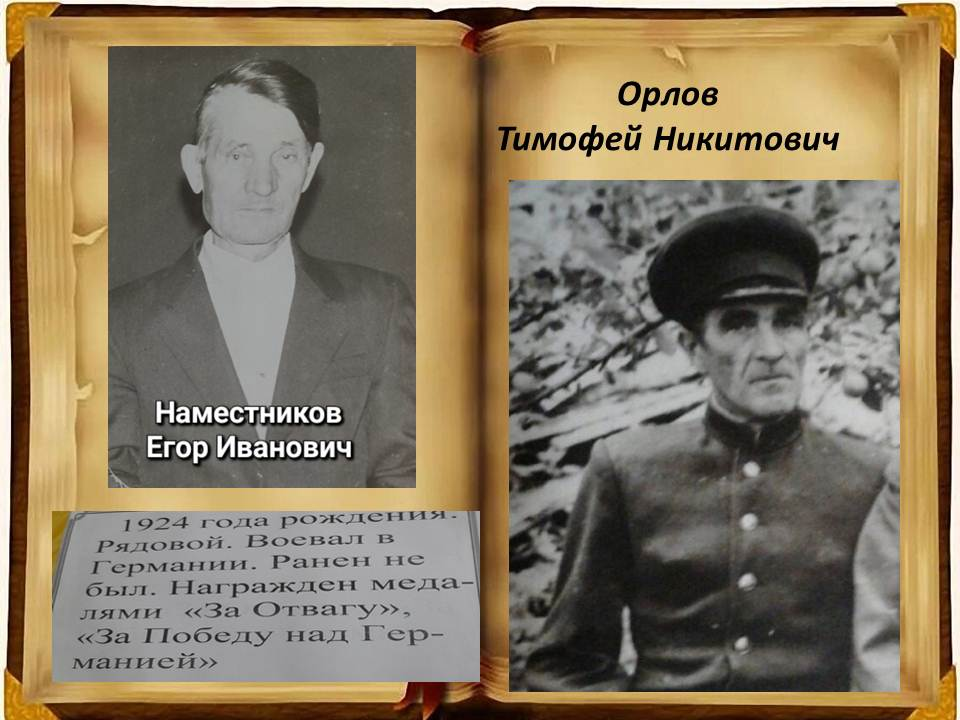 Наместников
Егор Иванович
1924 года рождения.
Рядовой. Воевал в
Германии. Ранен не
был. Награжден меда-
лями «За Отвагу»,
«За Победу над Гер-
манией»
Орлов
Тимофей Никитович